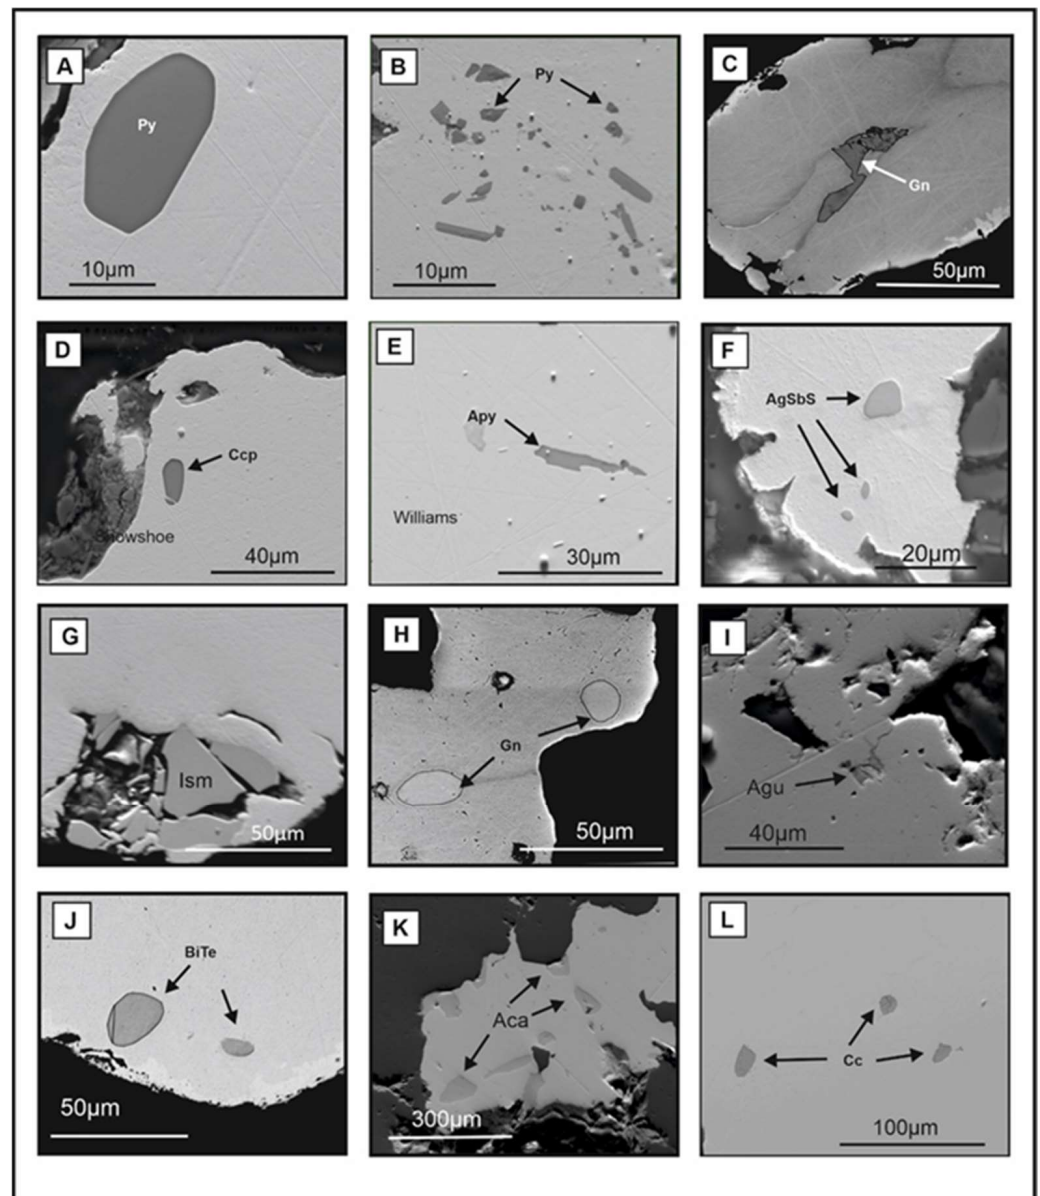 A
Py
10µm
B
Py
10µm
C
Gn
50µm
D
Ccp
Snowshoe
40µm
E
Apy
Williams
30µm
F
AgSbS
20µm
G
Ism
50µm
H
Gn
50µm
I
Agu
40µm
J
BiTe
50µm
K
Aca
300µm
L
Cc
100µm